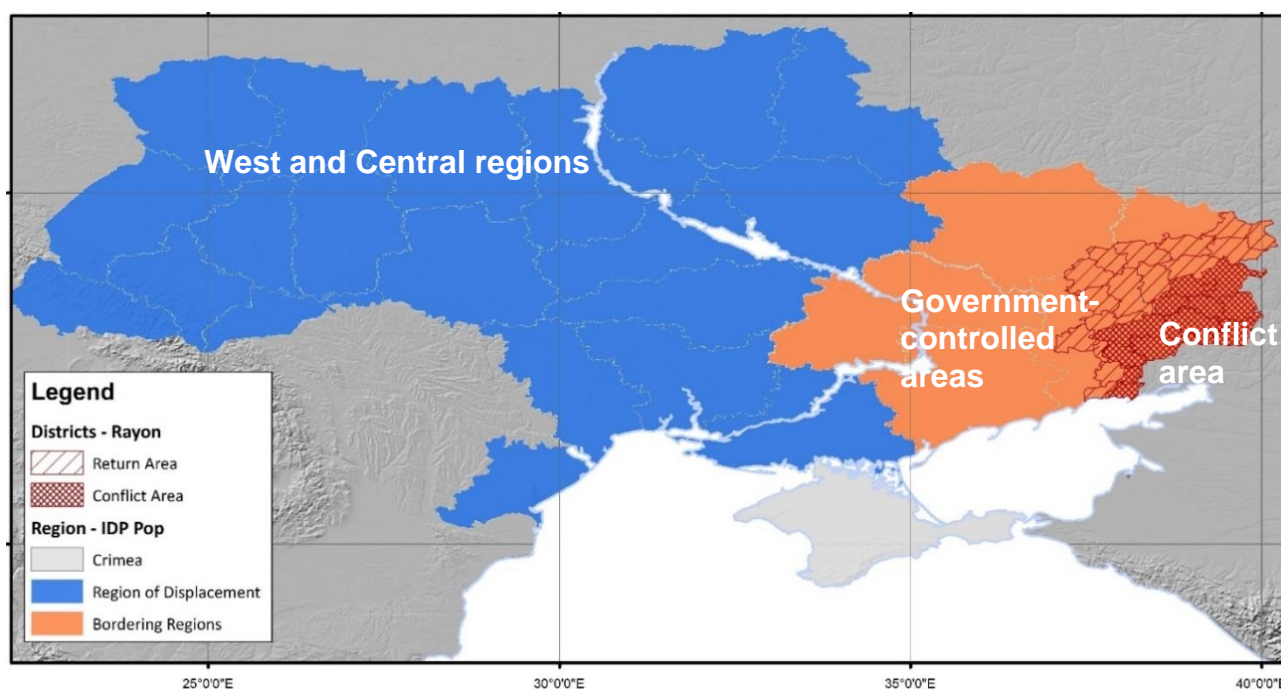 West and Central regions
Government-
controlled
areas
Conflict
area
Legend
Districts - Rayon
Return Area
Conflict Area
Region - IDP Pop
Crimea
Region of Displacement
Bordering Regions
25°0'0"E
30°0'0"E
35°0'0"E
40°0'0"E